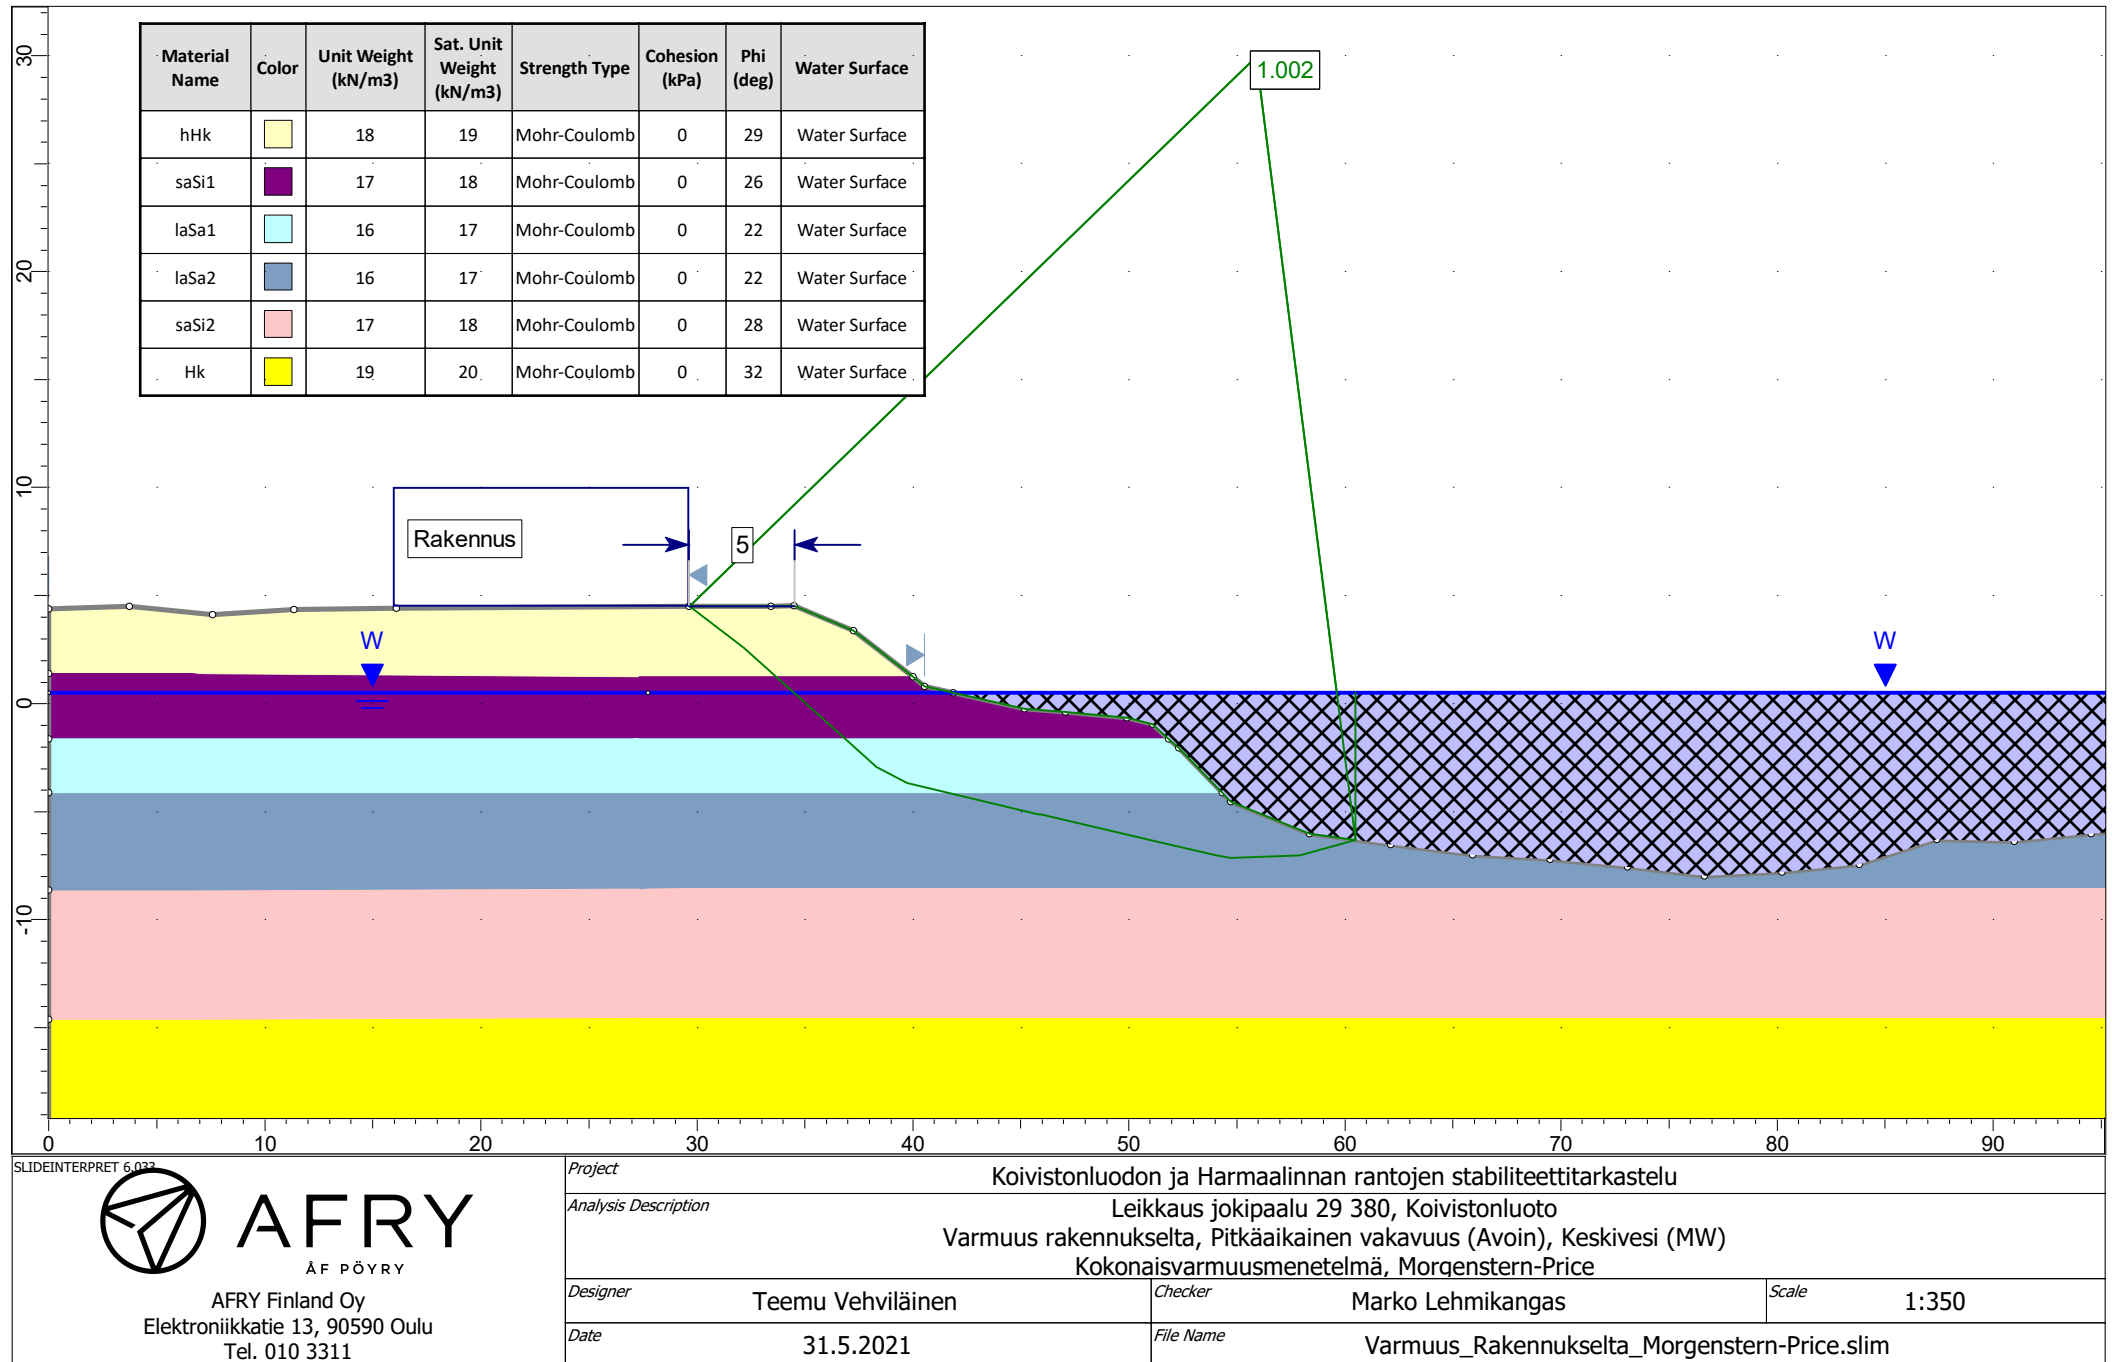 30
20
10
0
-10
Material Name Color Unit Weight (kN/m3) Sat. Unit Weight (kN/m3) Strength Type Cohesion (kPa) Phi (deg) Water Surface
hHk 18 19 Mohr-Coulomb 0 29 Water Surface
saSi1 17 18 Mohr-Coulomb 0 26 Water Surface
laSa1 16 17 Mohr-Coulomb 0 22 Water Surface
laSa2 16 17 Mohr-Coulomb 0 22 Water Surface
saSi2 17 18 Mohr-Coulomb 0 28 Water Surface
Hk 19 20 Mohr-Coulomb 0 32 Water Surface
1.002
Rakennus
5
W
W
0 10 20 30 40 50 60 70 80 90
SLIDEINTERPRET 6.033
AFRY
ÅF PÖYRY
AFRY Finland Oy
Elektroniikkatie 13, 90590 Oulu
Tel. 010 3311
Project
Koivistonluodon ja Harmaalinnan rantojen stabiliteettitarkastelu
Analysis Description
Leikkaus jokipaalu 29 380, Koivistonluoto
Varmuus rakennukselta, Pitkäaikainen vakavuus (Avoin), Keskivesi (MW)
Kokonaisvarmuusmenetelmä, Morgenstern-Price
Designer Teemu Vehviläinen
Checker Marko Lehmikangas
Scale 1:350
Date 31.5.2021
File Name Varmuus_Rakennukselta_Morgenstern-Price.slim